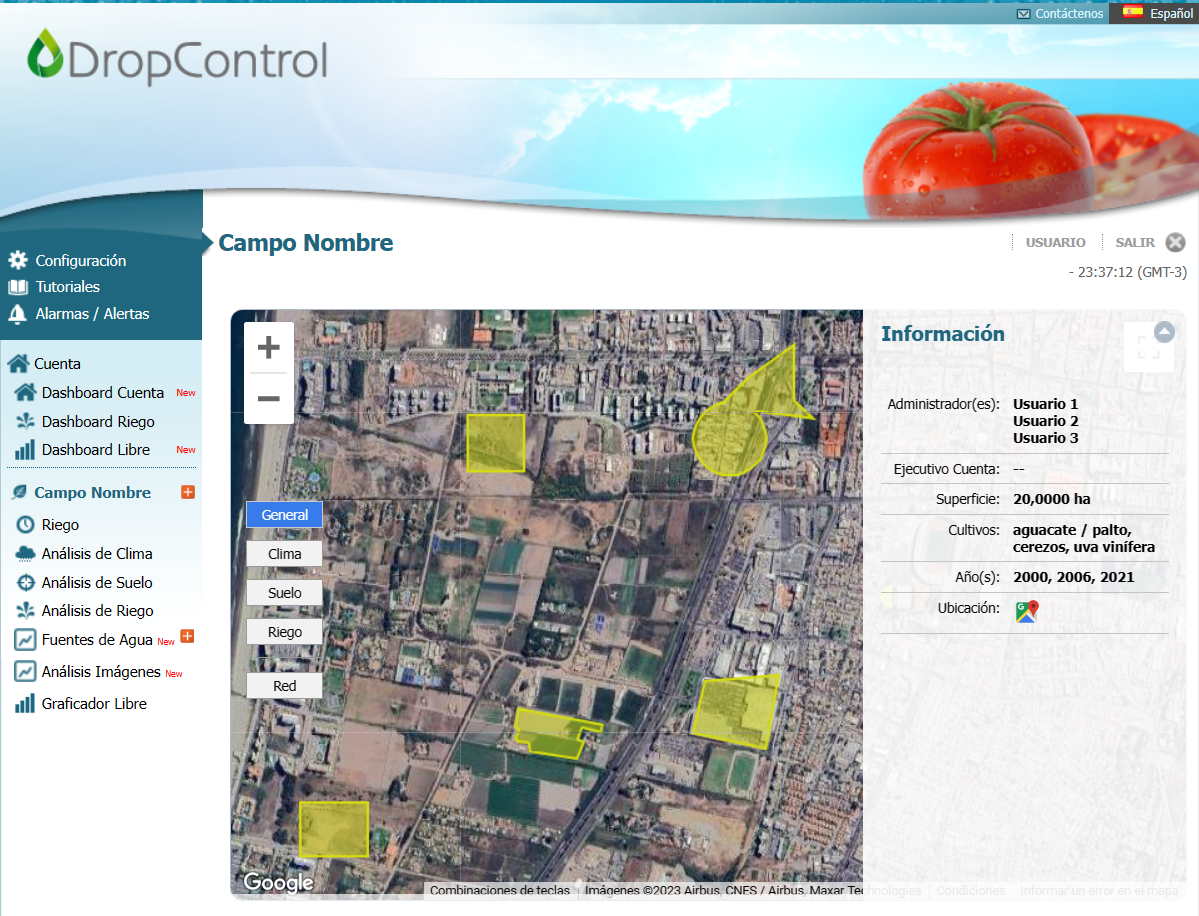 Contáctenos
Español
DropControl
Campo Nombre
USUARIO
SALIR
- 23:37:12 (GMT-3)
Configuración
Tutoriales
Alarmas / Alertas
Cuenta
Dashboard Cuenta New
Dashboard Riego
Dashboard Libre New
Campo Nombre
Riego
Análisis de Clima
Análisis de Suelo
Análisis de Riego
Fuentes de Agua New
Análisis Imágenes New
Graficador Libre
General
Clima
Suelo
Riego
Red
Google
Combinaciones de teclas
Imágenes ©2023 Airbus, CNES / Airbus, Maxar Technologies
Condiciones
Informar un error en el mapa
Información
Administrador(es): Usuario 1
Usuario 2
Usuario 3
Ejecutivo Cuenta: --
Superficie: 20,0000 ha
Cultivos: aguacate / palto,
cerezos, uva vinífera
Año(s): 2000, 2006, 2021
Ubicación: